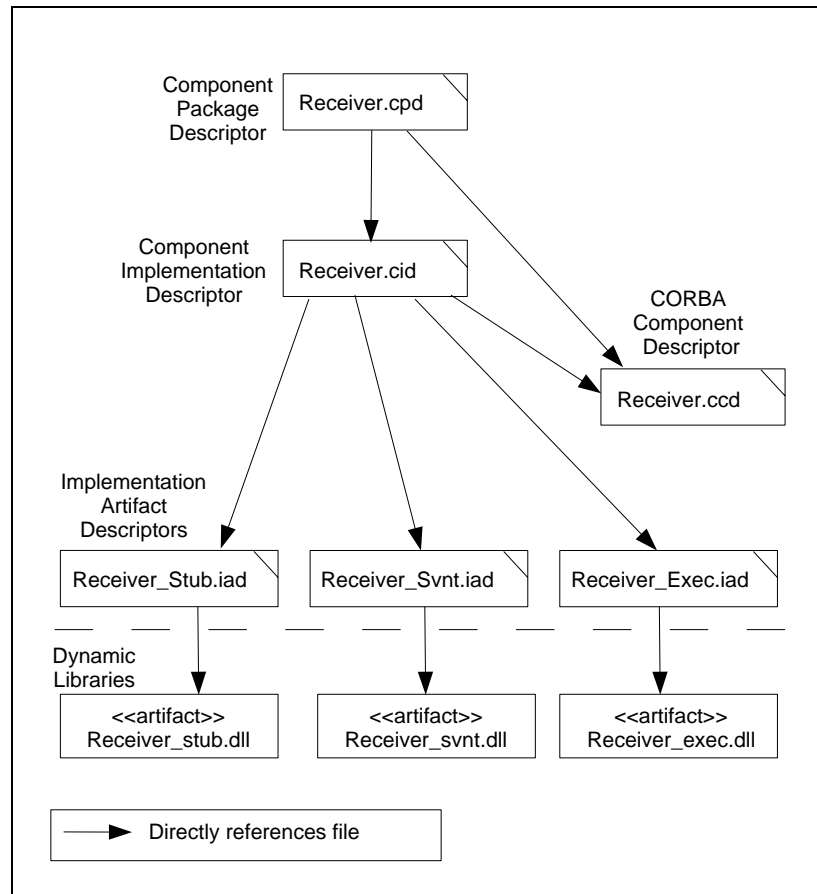 Component
Package
Descriptor
Receiver.cpd
Component
Implementation
Descriptor
Receiver.cid
CORBA
Component
Descriptor
Receiver.ccd
Implementation
Artifact
Descriptors
Receiver_Stub.iad
Receiver_Svnt.iad
Receiver_Exec.iad
Dynamic
Libraries
<<artifact>>
Receiver_stub.dll
<<artifact>>
Receiver_svnt.dll
<<artifact>>
Receiver_exec.dll
Directly references file